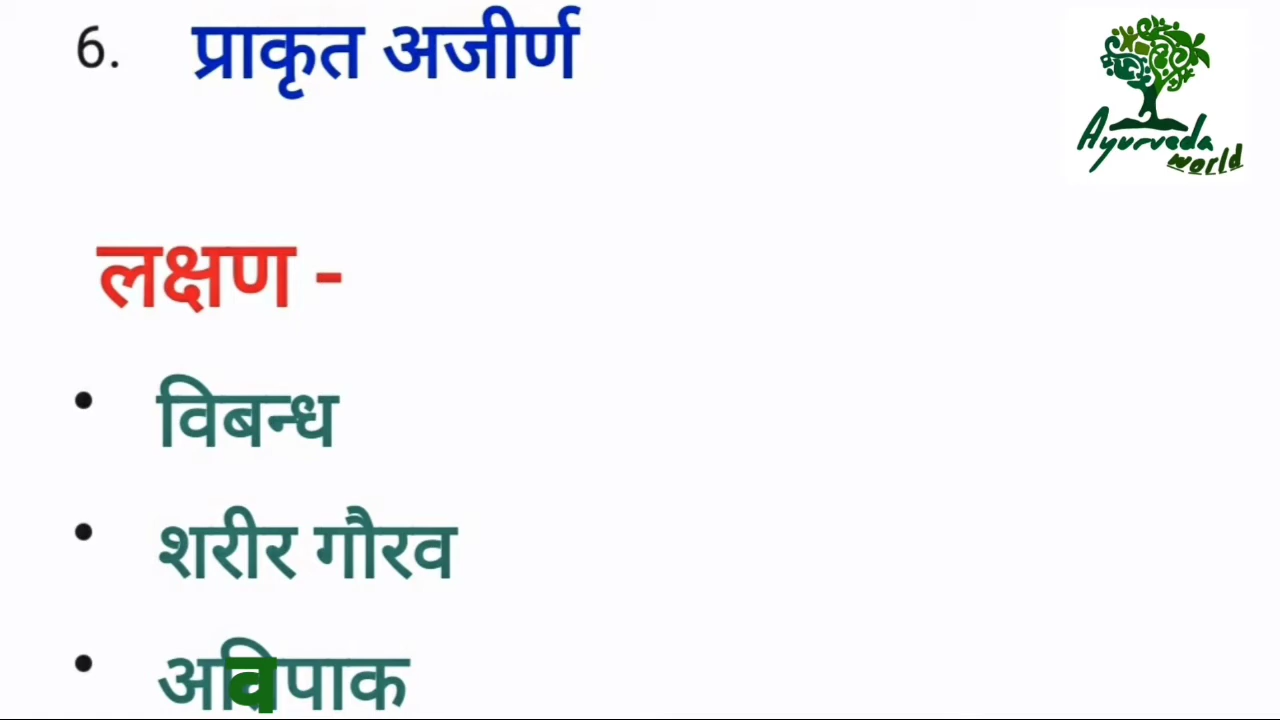 6. प्राकृत अजीर्ण
Ayurveda
world
लक्षण -
• विबन्ध
• शरीर गौरव
• अविपाक